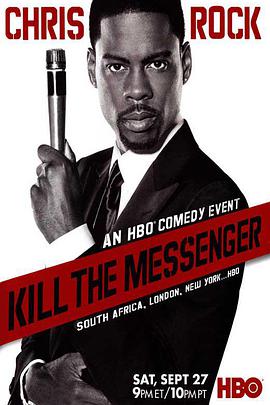 CHRIS ROCK
AN HBO COMEDY EVENT
KILL THE MESSENGER
SOUTH AFRICA, LONDON, NEW YORK...HBO
SAT, SEPT 27
9PM ET/10PM PT
HBO